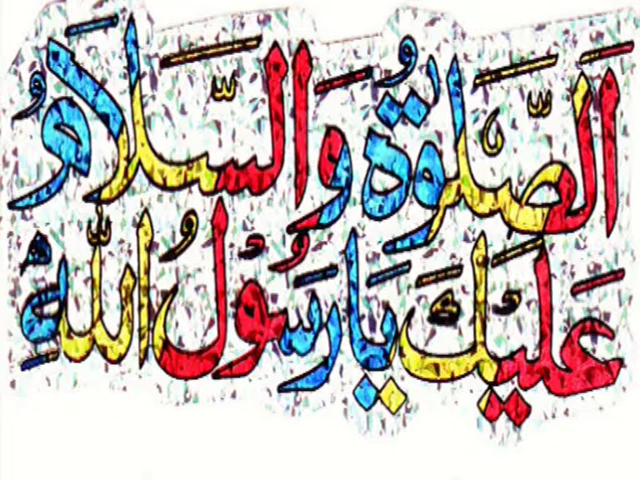 اَلصَّلٰوةُ وَالسَّلَامُ
عَلَيْكَ يَارَسُوْلَ اللّٰهِ